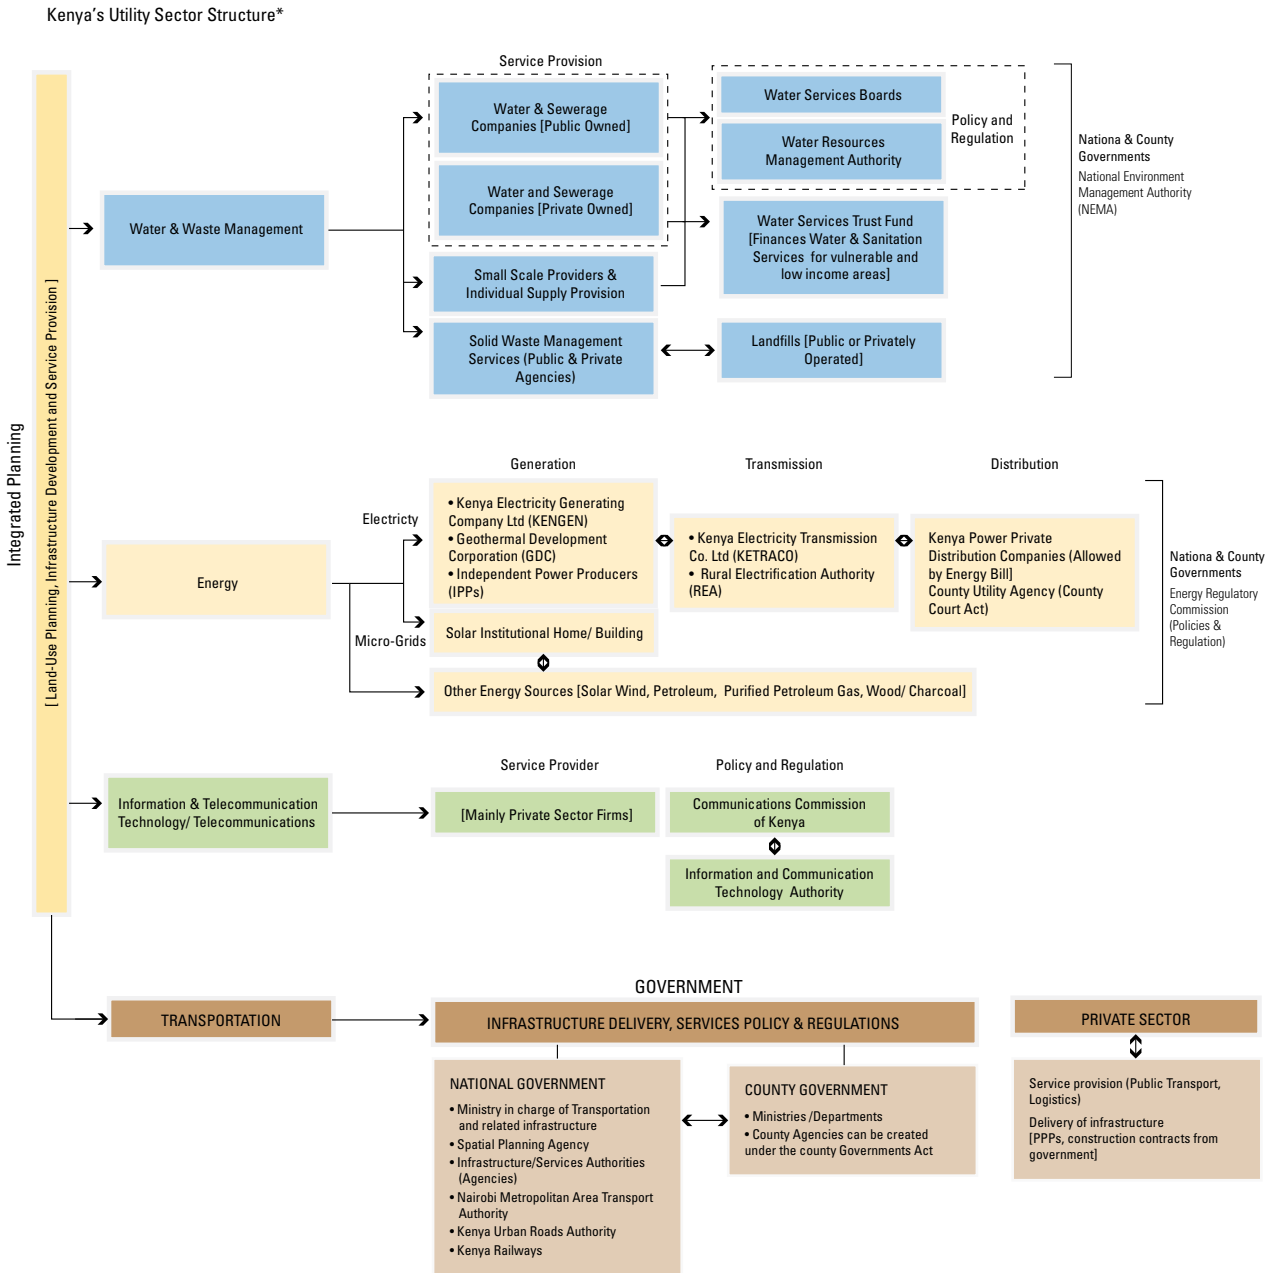 Kenya's Utility Sector Structure*
Integrated Planning
[ Land-Use Planning, Infrastructure Development and Service Provision ]
Service Provision
Water & Waste Management
Water & Sewerage
Companies [Public Owned]
Water and Sewerage
Companies [Private Owned]
Small Scale Providers &
Individual Supply Provision
Solid Waste Management
Services (Public & Private
Agencies)
Water Services Boards
Water Resources
Management Authority
Policy and
Regulation
Water Services Trust Fund
[Finances Water & Sanitation
Services for vulnerable and
low income areas]
Landfills [Public or Privately
Operated]
Nationa & County
Governments
National Environment
Management Authority
(NEMA)
Generation
Transmission
Distribution
Energy
Electricty
Micro-Grids
• Kenya Electricity Generating
Company Ltd (KENGEN)
• Geothermal Development
Corporation (GDC)
• Independent Power Producers
(IPPs)
• Kenya Electricity Transmission
Co. Ltd (KETRACO)
• Rural Electrification Authority
(REA)
Kenya Power Private
Distribution Companies (Allowed
by Energy Bill]
County Utility Agency (County
Court Act)
Solar Institutional Home/ Building
Other Energy Sources [Solar Wind, Petroleum, Purified Petroleum Gas, Wood/ Charcoal]
Nationa & County
Governments
Energy Regulatory
Commission
(Policies &
Regulation)
Service Provider
Policy and Regulation
Information & Telecommunication
Technology/ Telecommunications
[Mainly Private Sector Firms]
Communications Commission
of Kenya
Information and Communication
Technology Authority
GOVERNMENT
TRANSPORTATION
INFRASTRUCTURE DELIVERY, SERVICES POLICY & REGULATIONS
PRIVATE SECTOR
NATIONAL GOVERNMENT
• Ministry in charge of Transportation
and related infrastructure
• Spatial Planning Agency
• Infrastructure/Services Authorities
(Agencies)
• Nairobi Metropolitan Area Transport
Authority
• Kenya Urban Roads Authority
• Kenya Railways
COUNTY GOVERNMENT
• Ministries /Departments
• County Agencies can be created
under the county Governments Act
Service provision (Public Transport,
Logistics)
Delivery of infrastructure
[PPPs, construction contracts from
government]